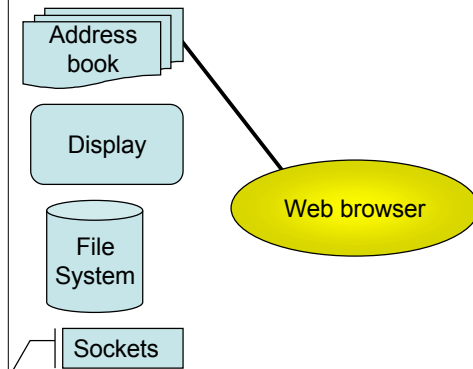 Address
book
Display
Web browser
File
System
Sockets